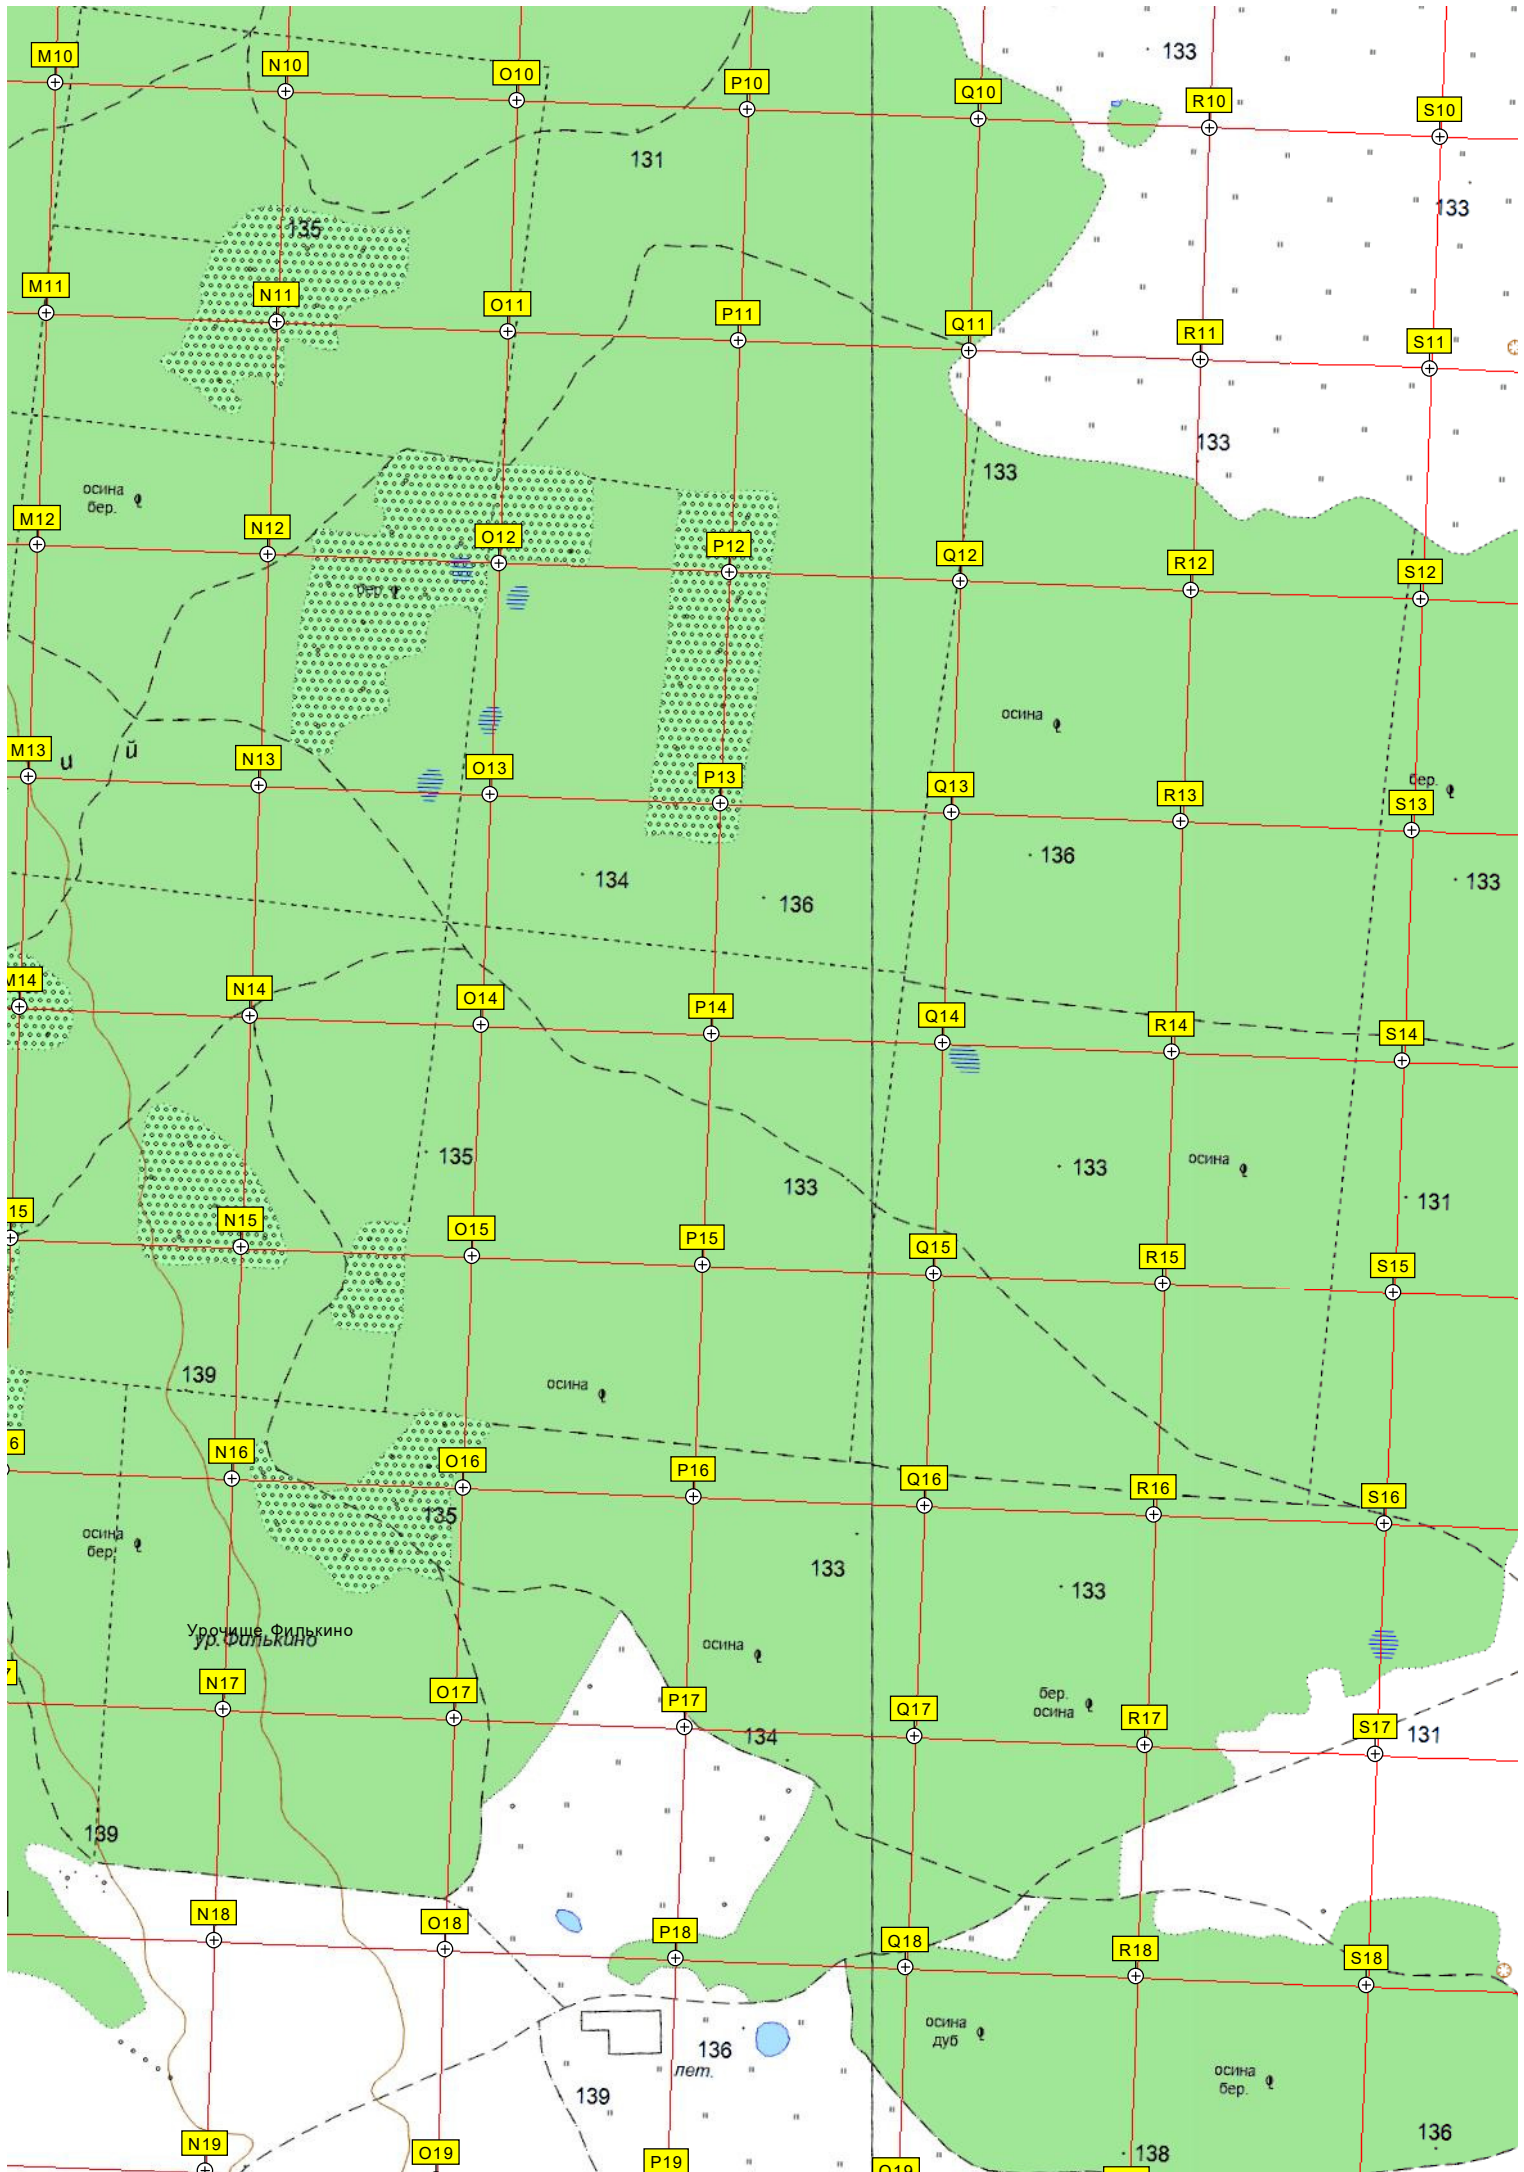 M10
N10
O10
P10
Q10
R10
S10
133
131
133
135
M11
N11
O11
P11
Q11
R11
S11
133
133
осина
бер.
M12
N12
O12
P12
Q12
R12
S12
бер.
осина
и
й
M13
N13
O13
P13
Q13
R13
S13
бер.
134
136
136
133
M14
N14
O14
P14
Q14
R14
S14
135
133
133
осина
131
15
N15
O15
P15
Q15
R15
S15
139
осина
6
N16
O16
P16
Q16
R16
S16
135
осина
бер.
133
133
Урочище Филькино
ур.Филькино
осина
бер.
осина
7
N17
O17
P17
Q17
R17
S17
134
131
139
N18
O18
P18
Q18
R18
S18
осина
дуб
136
лет.
139
осина
бер.
136
138
N19
O19
P19
Q19